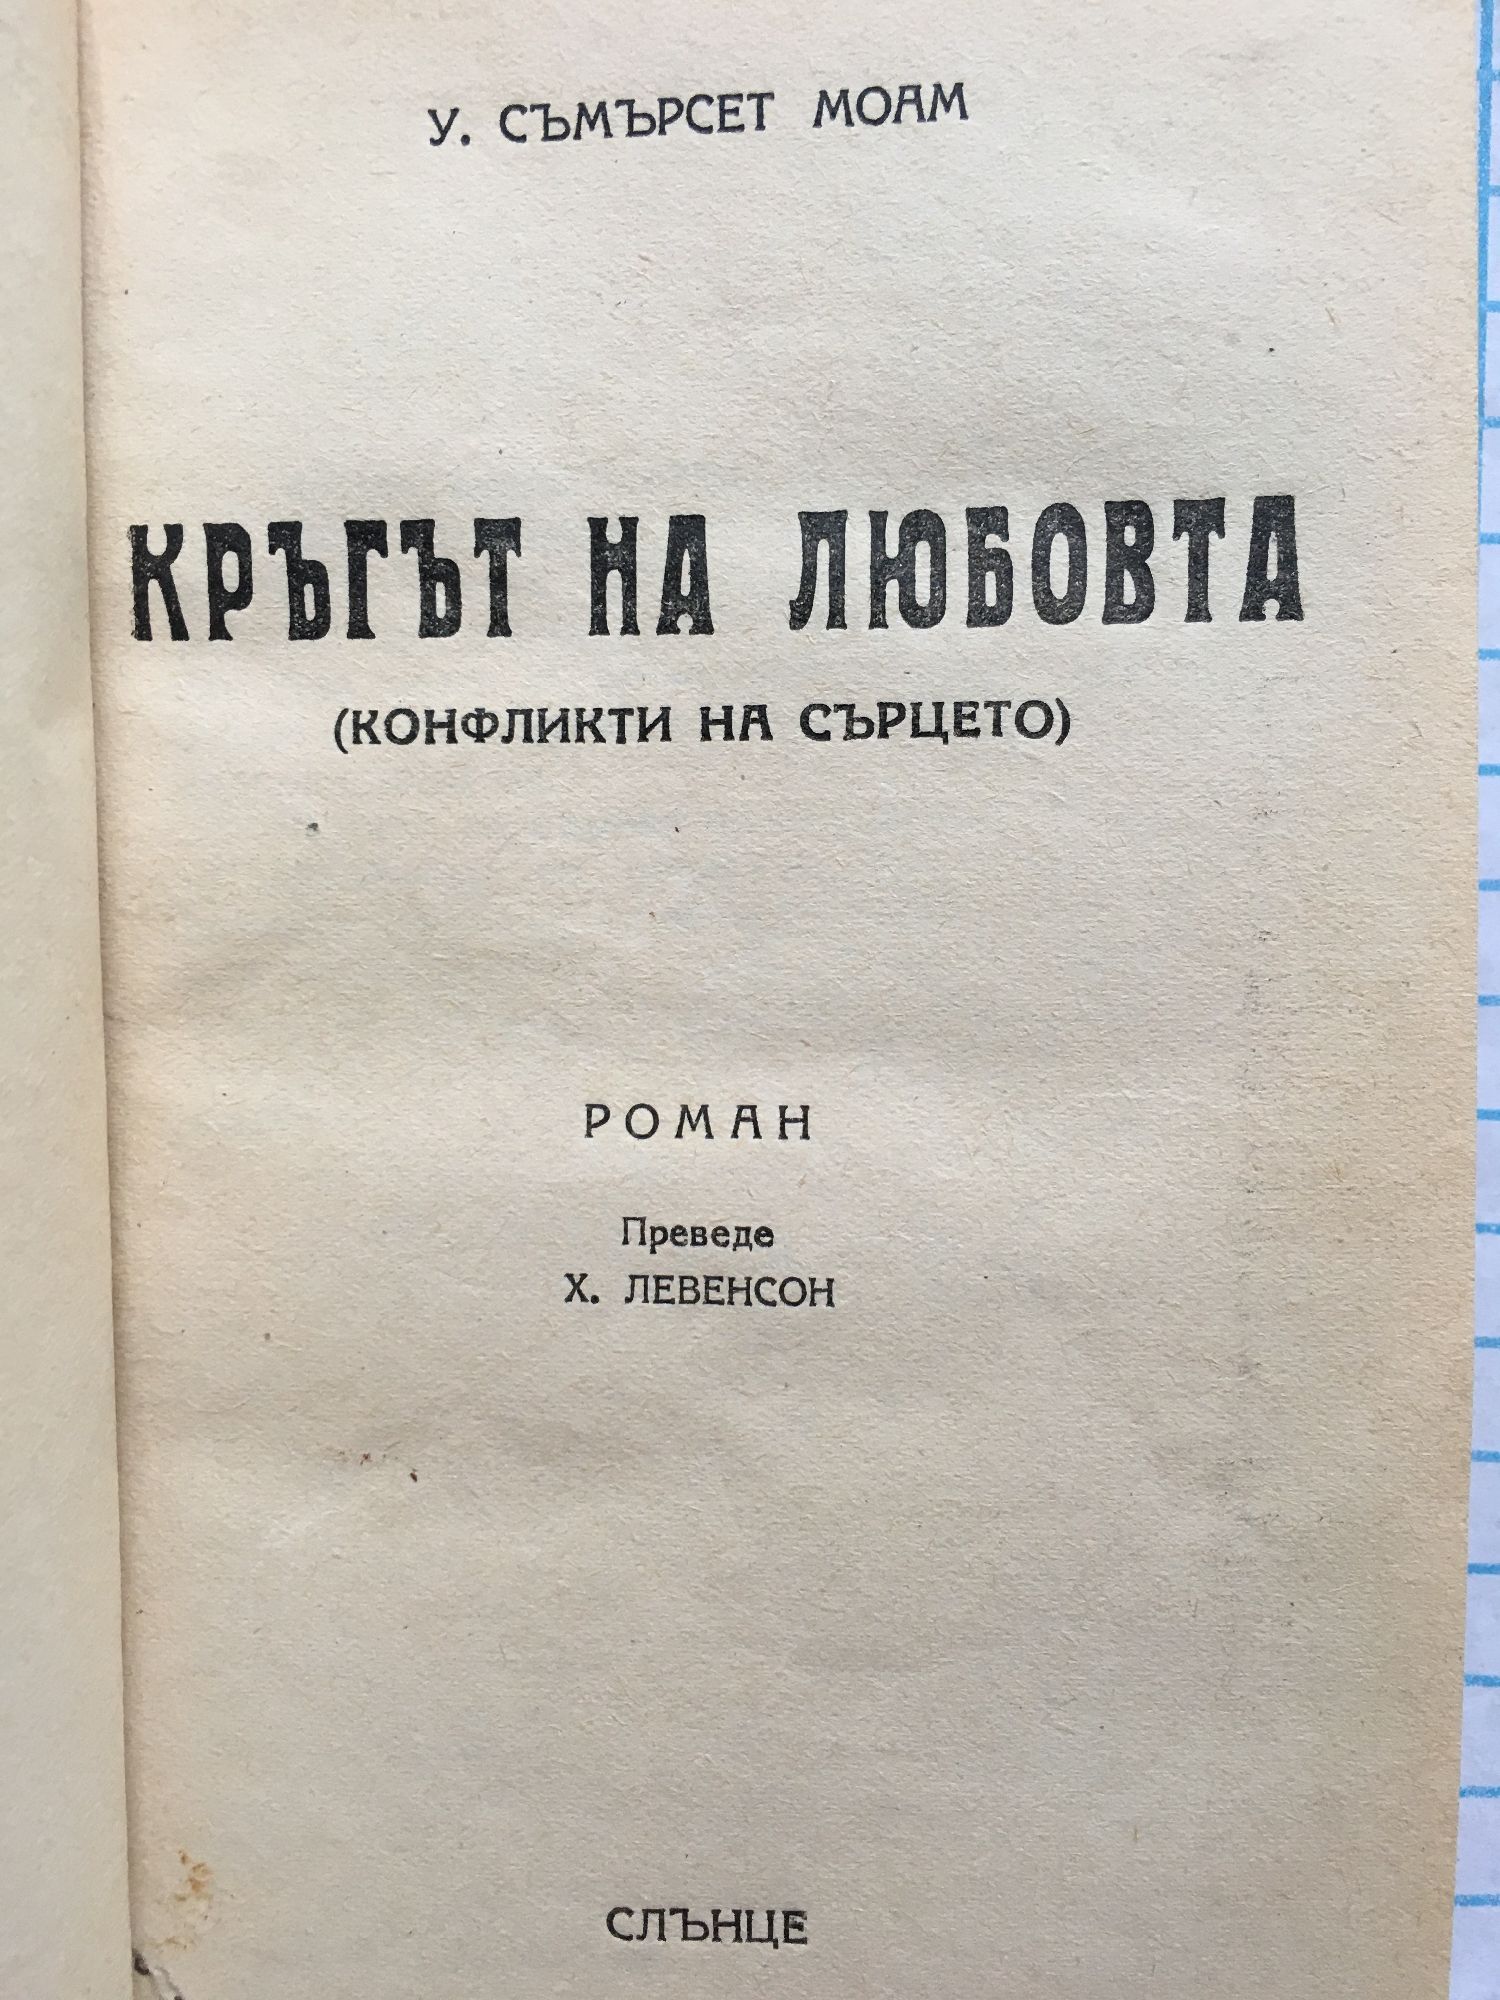 У. СЪМЪРСЕТ МОАМ
КРЪГЪТ НА ЛЮБОВТА
(КОНФЛИКТИ НА СЪРЦЕТО)
РОМАН
Преведе
Х. ЛЕВЕНСОН
СЛЪНЦЕ